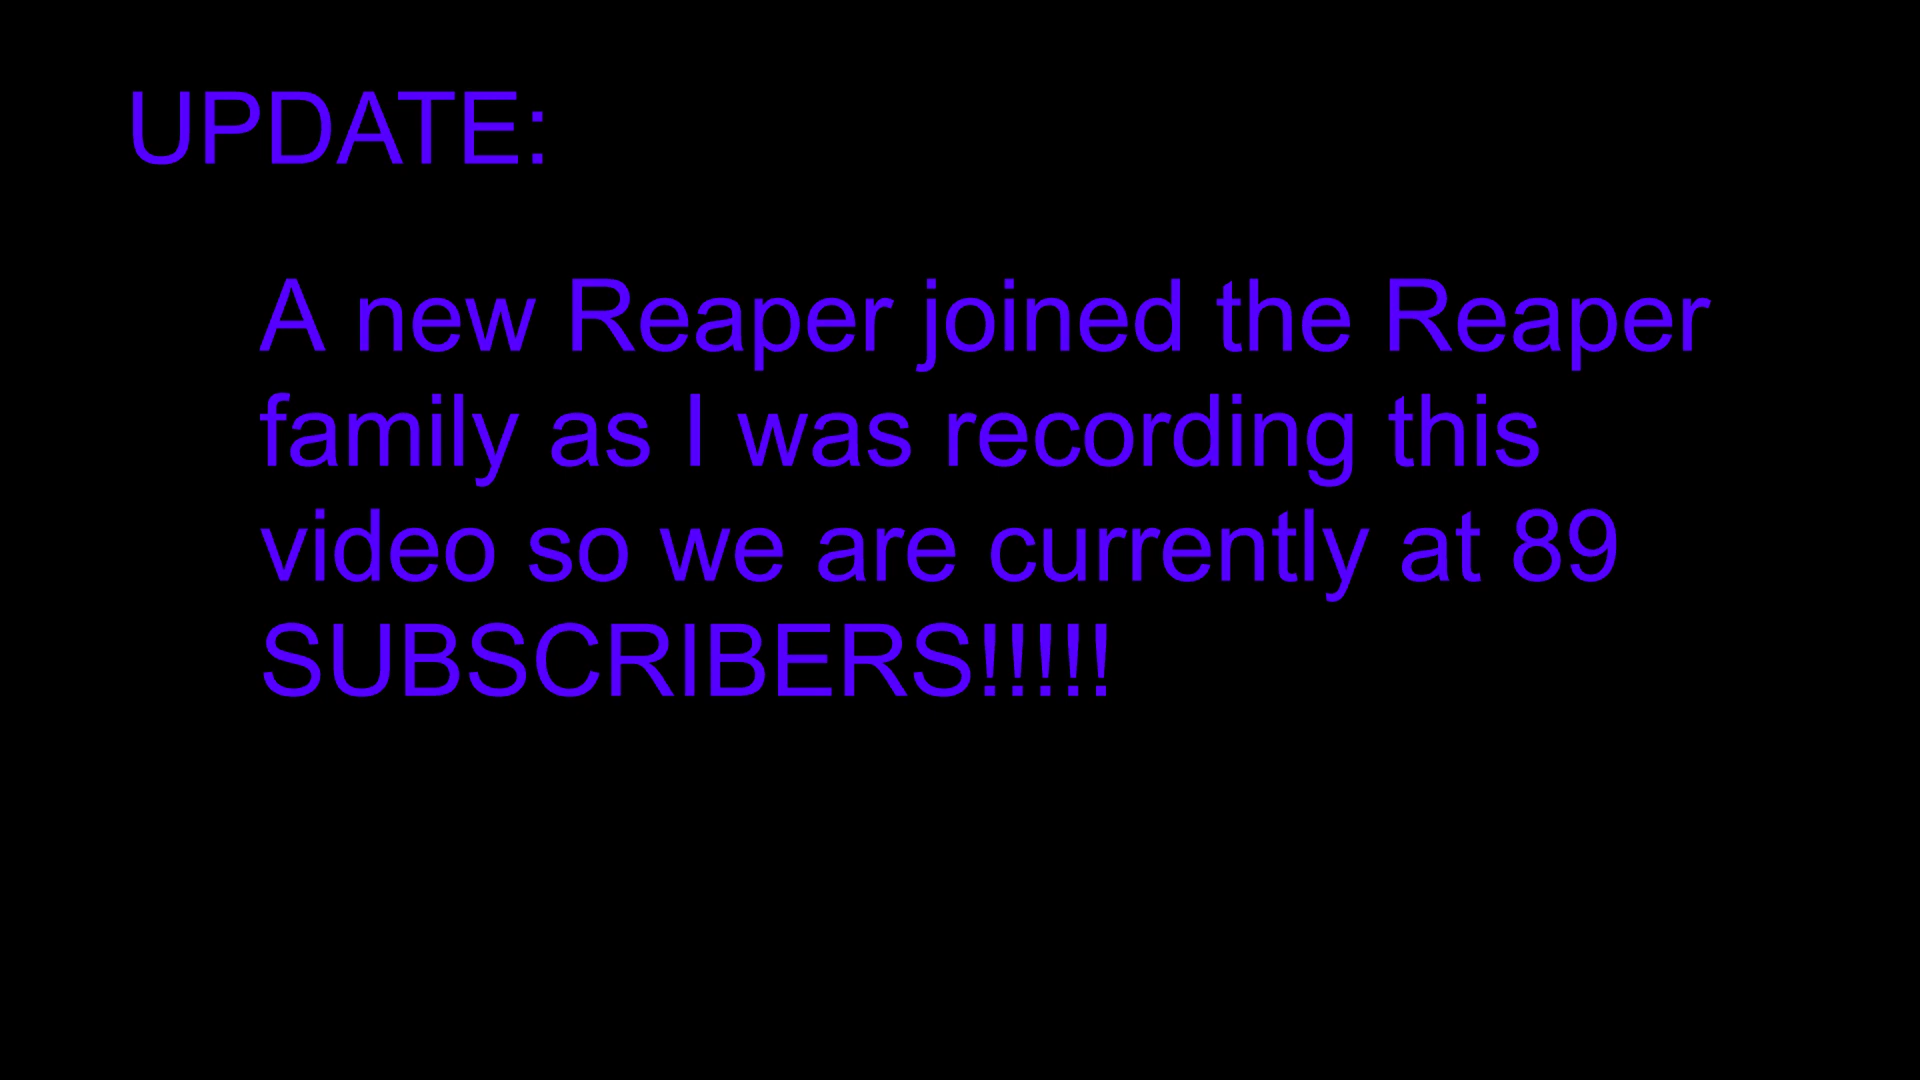 UPDATE:
A new Reaper joined the Reaper
family as I was recording this
video so we are currently at 89
SUBSCRIBERS!!!!!